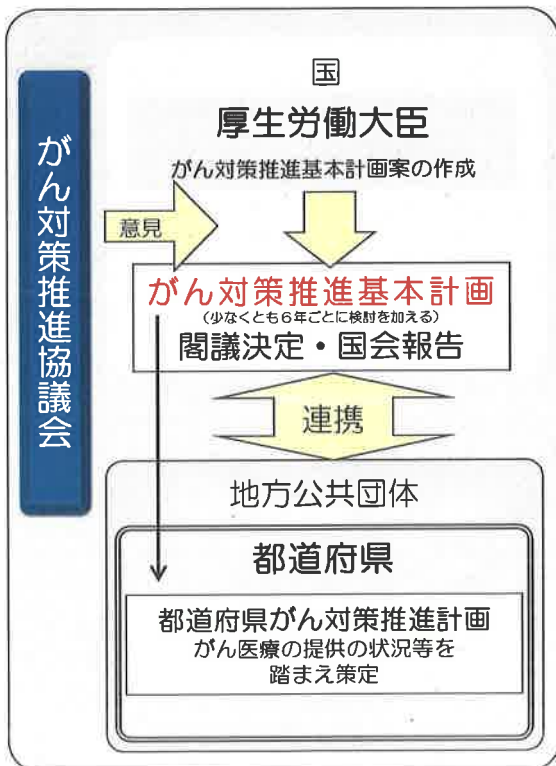 国
厚生労働大臣
がん対策推進基本計画案の作成
がん対策推進協議会
意見
がん対策推進基本計画
(少なくとも6年ごとに検討を加える)
閣議決定・国会報告
連携
地方公共団体
都道府県
都道府県がん対策推進計画
がん医療の提供の状況等を
踏まえ策定